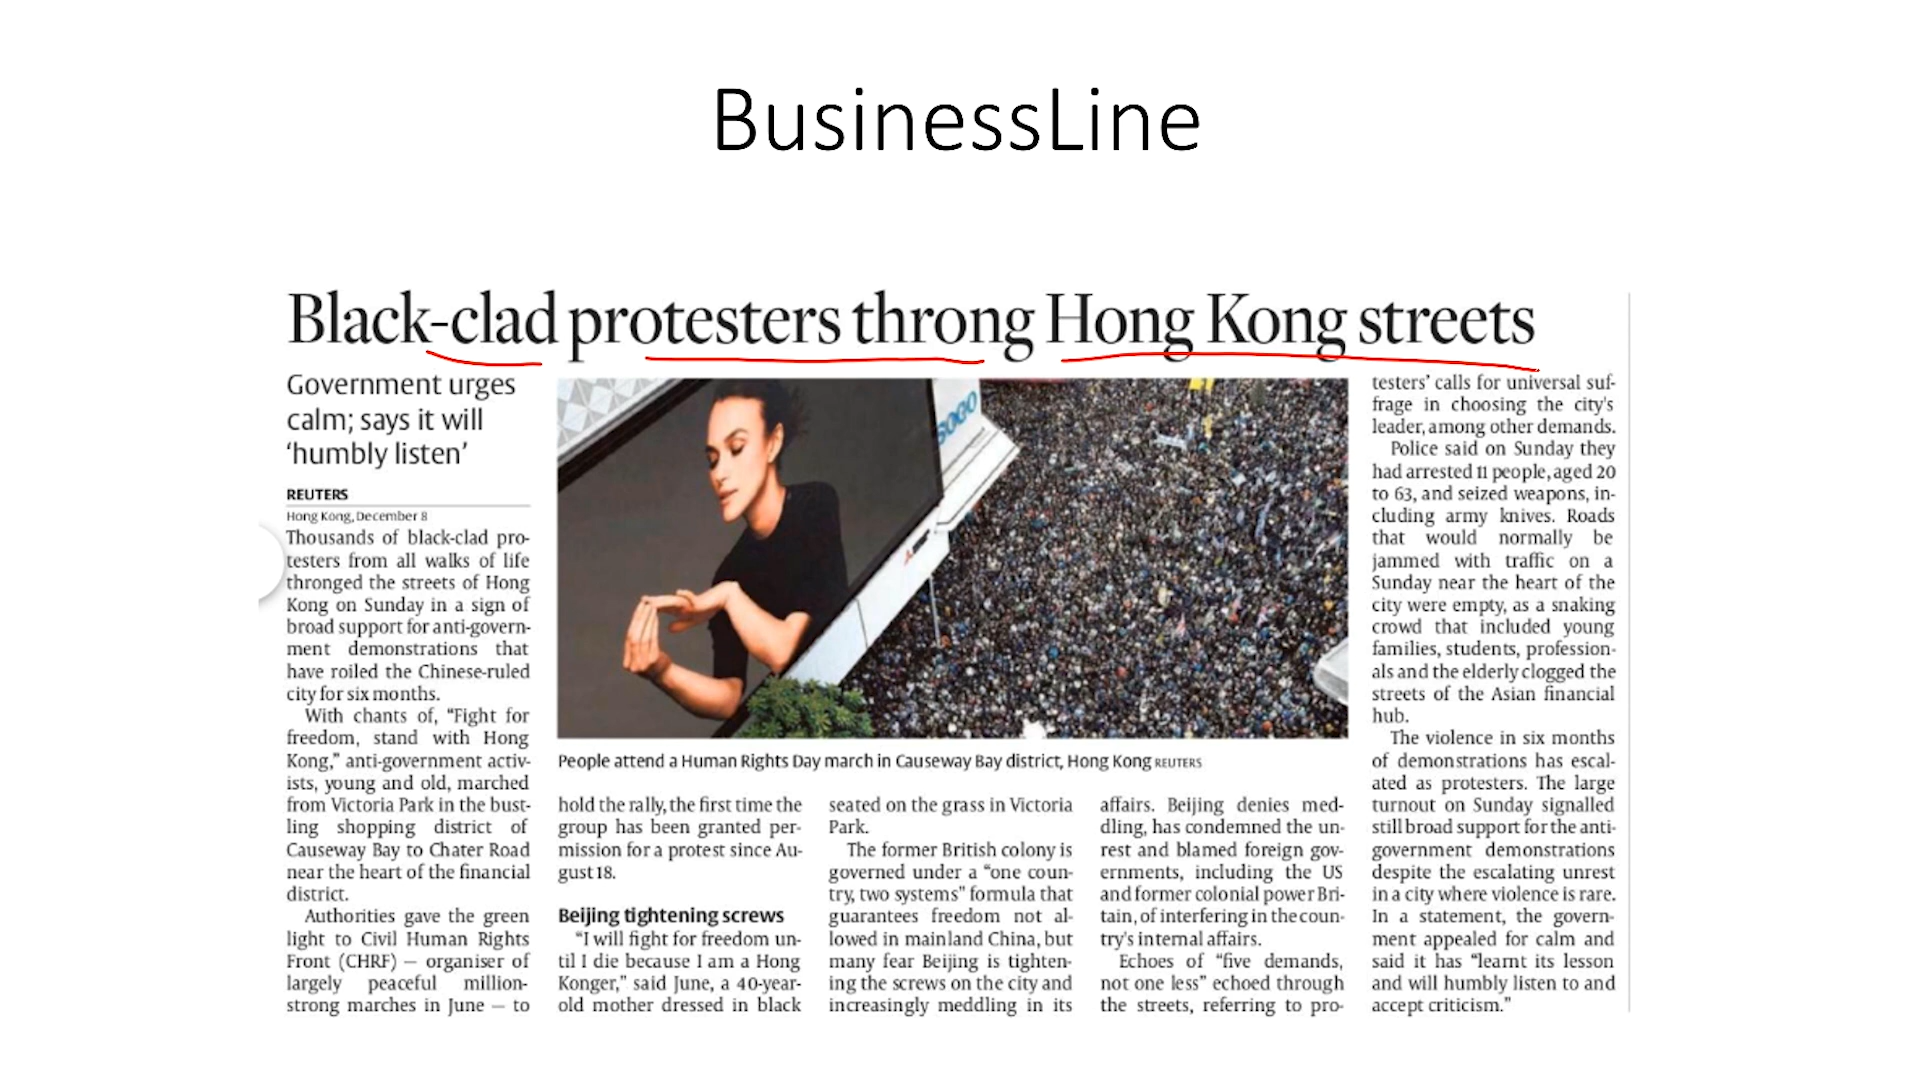 BusinessLine
Black-clad protesters throng Hong Kong streets
Government urges
calm; says it will
‘humbly listen’
REUTERS
Hong Kong, December 8
Thousands of black-clad pro-
testers from all walks of life
thronged the streets of Hong
Kong on Sunday in a sign of
broad support for anti-govern-
ment demonstrations that
have roiled the Chinese-ruled
city for six months.
With chants of, “Fight for
freedom, stand with Hong
Kong,” anti-government activ-
ists, young and old, marched
from Victoria Park in the bust-
ling shopping district of
Causeway Bay to Chater Road
near the heart of the financial
district.
Authorities gave the green
light to Civil Human Rights
Front (CHRF) — organiser of
largely peaceful million-
strong marches in June — to
SOGO
People attend a Human Rights Day march in Causeway Bay district, Hong Kong REUTERS
hold the rally, the first time the
group has been granted per-
mission for a protest since Au-
gust 18.
Beijing tightening screws
“I will fight for freedom un-
til I die because I am a Hong
Konger,” said June, a 40-year-
old mother dressed in black
seated on the grass in Victoria
Park.
The former British colony is
governed under a “one coun-
try, two systems” formula that
guarantees freedom not al-
lowed in mainland China, but
many fear Beijing is tighten-
ing the screws on the city and
increasingly meddling in its
affairs. Beijing denies med-
dling, has condemned the un-
rest and blamed foreign gov-
ernments, including the US
and former colonial power Bri-
tain, of interfering in the coun-
try's internal affairs.
Echoes of “five demands,
not one less” echoed through
the streets, referring to pro-
testers’ calls for universal suf-
frage in choosing the city's
leader, among other demands.
Police said on Sunday they
had arrested 11 people, aged 20
to 63, and seized weapons, in-
cluding army knives. Roads
that would normally be
jammed with traffic on a
Sunday near the heart of the
city were empty, as a snaking
crowd that included young
families, students, profession-
als and the elderly clogged the
streets of the Asian financial
hub.
The violence in six months
of demonstrations has escal-
ated as protesters. The large
turnout on Sunday signalled
still broad support for the anti-
government demonstrations
despite the escalating unrest
in a city where violence is rare.
In a statement, the govern-
ment appealed for calm and
said it has “learnt its lesson
and will humbly listen to and
accept criticism.”